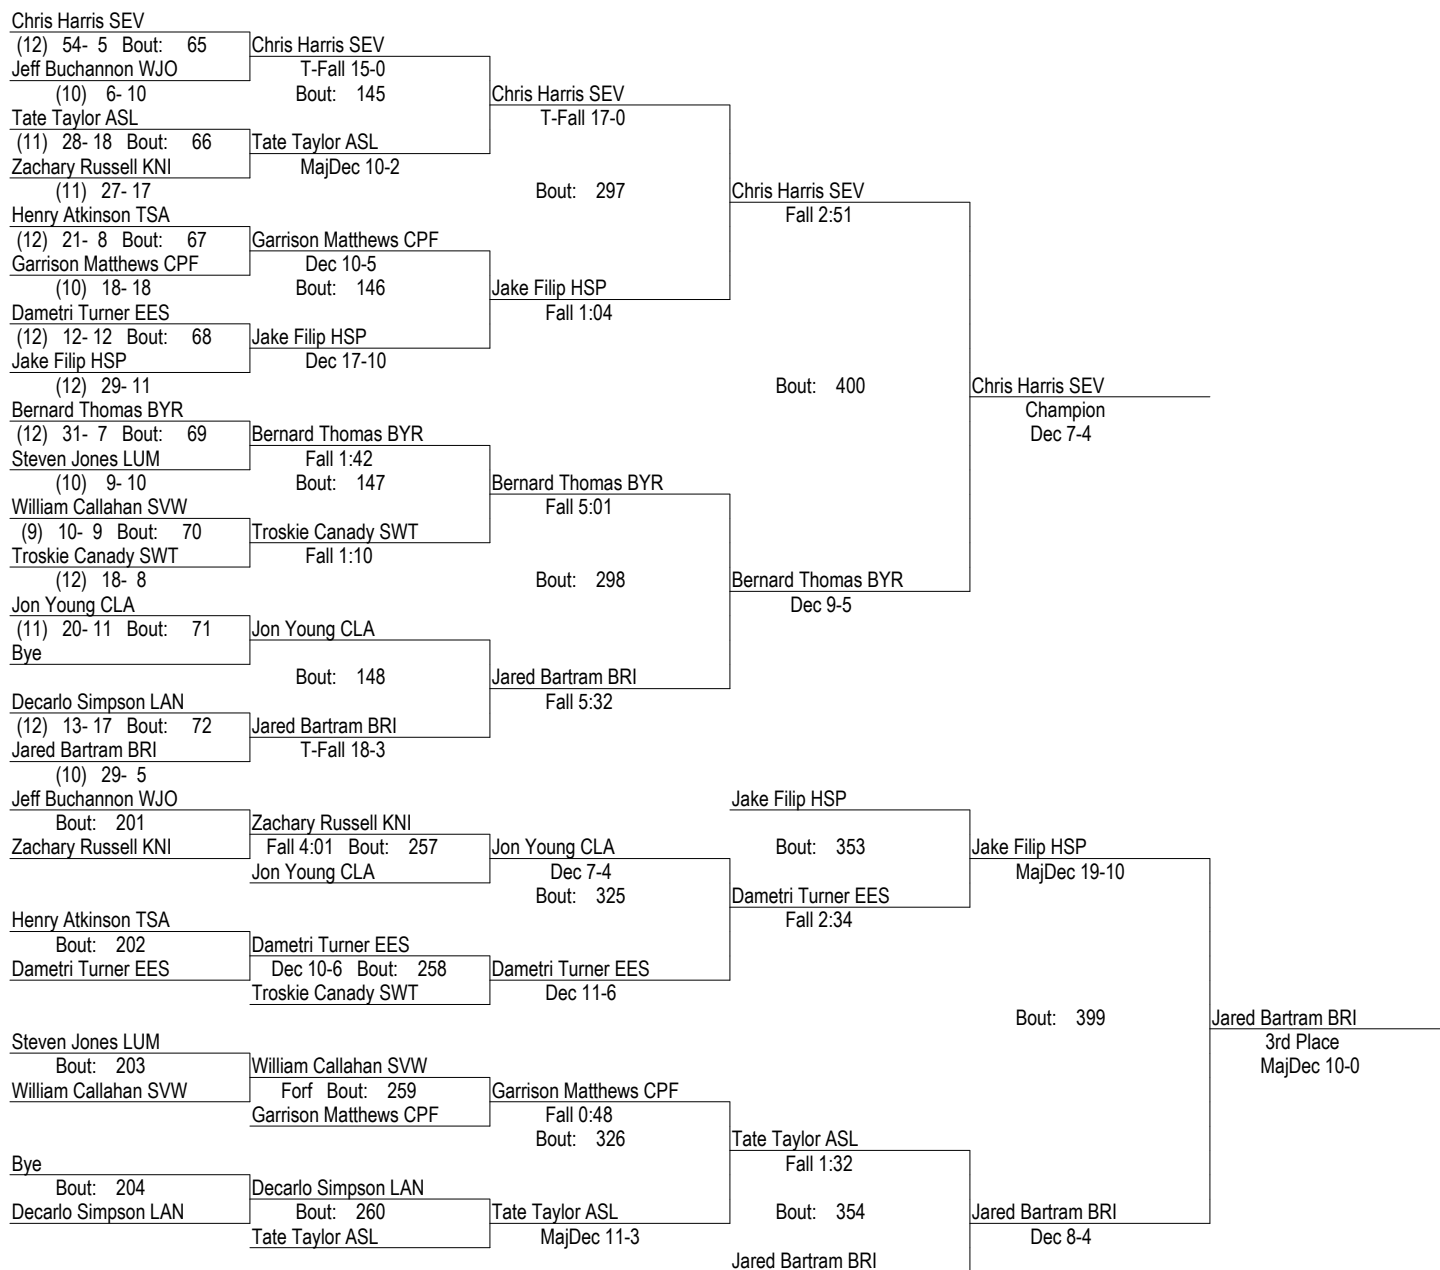 Chris Harris SEV
(12) 54- 5 Bout: 65 Chris Harris SEV
Jeff Buchannon WJO T-Fall 15-0
(10) 6- 10 Bout: 145 Chris Harris SEV
Tate Taylor ASL T-Fall 17-0
(11) 28- 18 Bout: 66 Tate Taylor ASL
Zachary Russell KNI MajDec 10-2
(11) 27- 17 Bout: 297 Chris Harris SEV
Henry Atkinson TSA Fall 2:51
(12) 21- 8 Bout: 67 Garrison Matthews CPF
Garrison Matthews CPF Dec 10-5
(10) 18- 18 Bout: 146 Jake Filip HSP
Dametri Turner EES Fall 1:04
(12) 12- 12 Bout: 68 Jake Filip HSP
Jake Filip HSP Dec 17-10
(12) 29- 11 Bout: 400 Chris Harris SEV
Bernard Thomas BYR Champion
(12) 31- 7 Bout: 69 Bernard Thomas BYR Dec 7-4
Steven Jones LUM Fall 1:42
(10) 9- 10 Bout: 147 Bernard Thomas BYR
William Callahan SVW Fall 5:01
(9) 10- 9 Bout: 70 Troskie Canady SWT
Troskie Canady SWT Fall 1:10
(12) 18- 8 Bout: 298 Bernard Thomas BYR
Jon Young CLA Dec 9-5
(11) 20- 11 Bout: 71 Jon Young CLA
Bye
Bout: 148 Jared Bartram BRI
Decarlo Simpson LAN Fall 5:32
(12) 13- 17 Bout: 72 Jared Bartram BRI
Jared Bartram BRI T-Fall 18-3
(10) 29- 5
Jeff Buchannon WJO Jake Filip HSP
Bout: 201 Zachary Russell KNI
Zachary Russell KNI Fall 4:01 Bout: 257 Jon Young CLA Bout: 353 Jake Filip HSP
Jon Young CLA Dec 7-4 MajDec 19-10
Bout: 325 Dametri Turner EES
Henry Atkinson TSA Fall 2:34
Bout: 202 Dametri Turner EES
Dametri Turner EES Dec 10-6 Bout: 258 Dametri Turner EES
Troskie Canady SWT Dec 11-6
Bout: 399 Jared Bartram BRI
Steven Jones LUM 3rd Place
Bout: 203 William Callahan SVW MajDec 10-0
William Callahan SVW Forf Bout: 259 Garrison Matthews CPF
Garrison Matthews CPF Fall 0:48
Bout: 326 Tate Taylor ASL
Bye Fall 1:32
Bout: 204 Decarlo Simpson LAN
Decarlo Simpson LAN Bout: 260 Tate Taylor ASL Bout: 354 Jared Bartram BRI
Tate Taylor ASL MajDec 11-3 Dec 8-4
Jared Bartram BRI